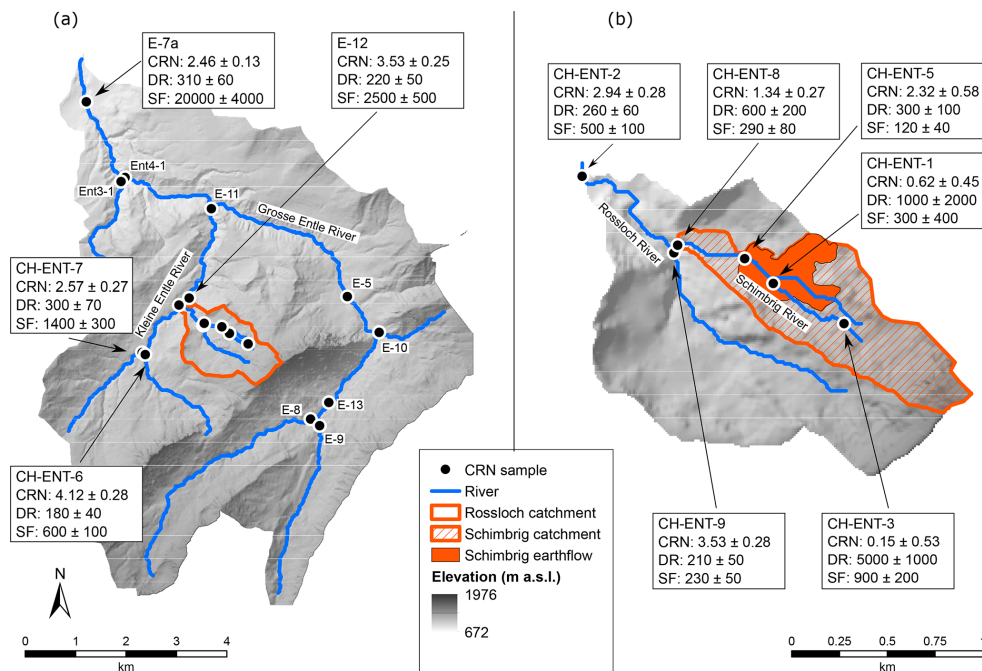 (a)
E-7a
CRN: 2.46 ± 0.13
DR: 310 ± 60
SF: 20000 ± 4000
E-12
CRN: 3.53 ± 0.25
DR: 220 ± 50
SF: 2500 ± 500
Ent4-1
Ent3-1
E-11
Grosse Entle River
Kleine Entle River
CH-ENT-7
CRN: 2.57 ± 0.27
DR: 300 ± 70
SF: 1400 ± 300
E-5
E-10
E-13
E-8
E-9
CH-ENT-6
CRN: 4.12 ± 0.28
DR: 180 ± 40
SF: 600 ± 100
N
0 1 2 3 4
km
(b)
CH-ENT-2
CRN: 2.94 ± 0.28
DR: 260 ± 60
SF: 500 ± 100
CH-ENT-8
CRN: 1.34 ± 0.27
DR: 600 ± 200
SF: 290 ± 80
CH-ENT-5
CRN: 2.32 ± 0.58
DR: 300 ± 100
SF: 120 ± 40
CH-ENT-1
CRN: 0.62 ± 0.45
DR: 1000 ± 2000
SF: 300 ± 400
Rossloch River
Schimbrig River
CH-ENT-9
CRN: 3.53 ± 0.28
DR: 210 ± 50
SF: 230 ± 50
CH-ENT-3
CRN: 0.15 ± 0.53
DR: 5000 ± 1000
SF: 900 ± 200
CRN sample
River
Rossloch catchment
Schimbrig catchment
Schimbrig earthflow
Elevation (m a.s.l.)
1976
672
0 0.25 0.5 0.75 1
km